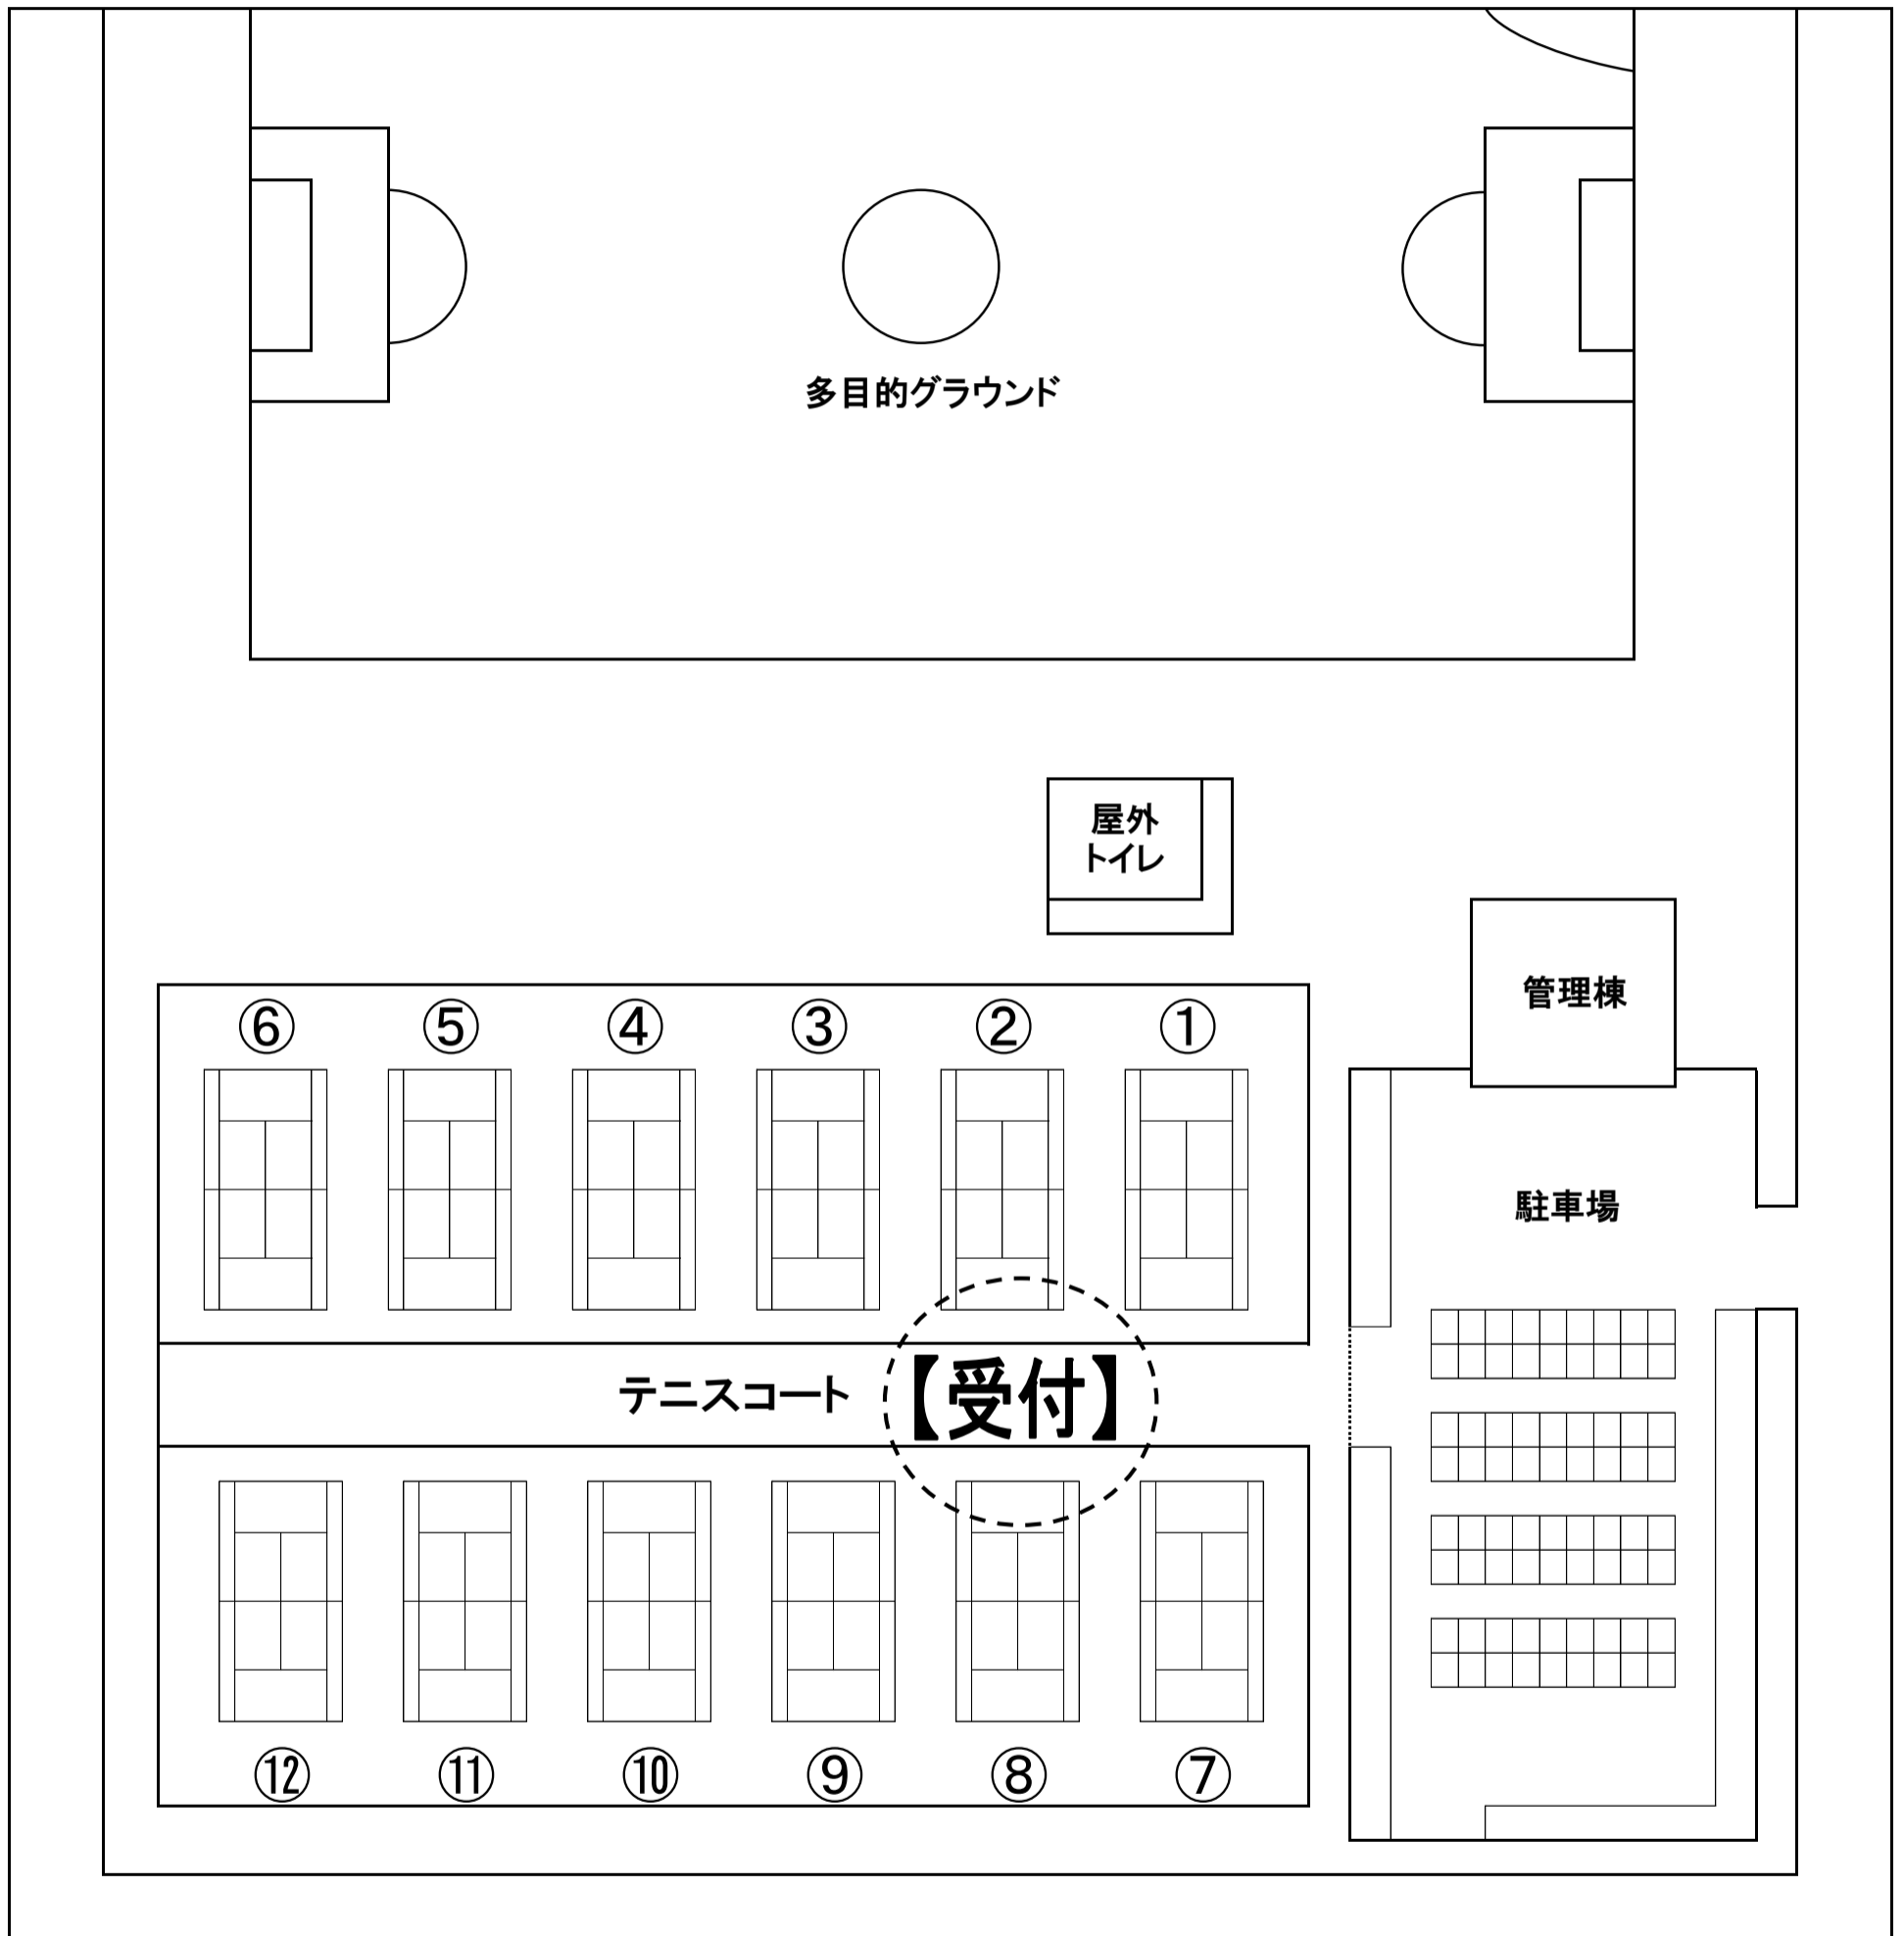 多目的グラウンド
屋外
トイレ
管理棟
⑥ ⑤ ④ ③ ② ①
駐車場
テニスコート 【受付】
⑫ ⑪ ⑩ ⑨ ⑧ ⑦